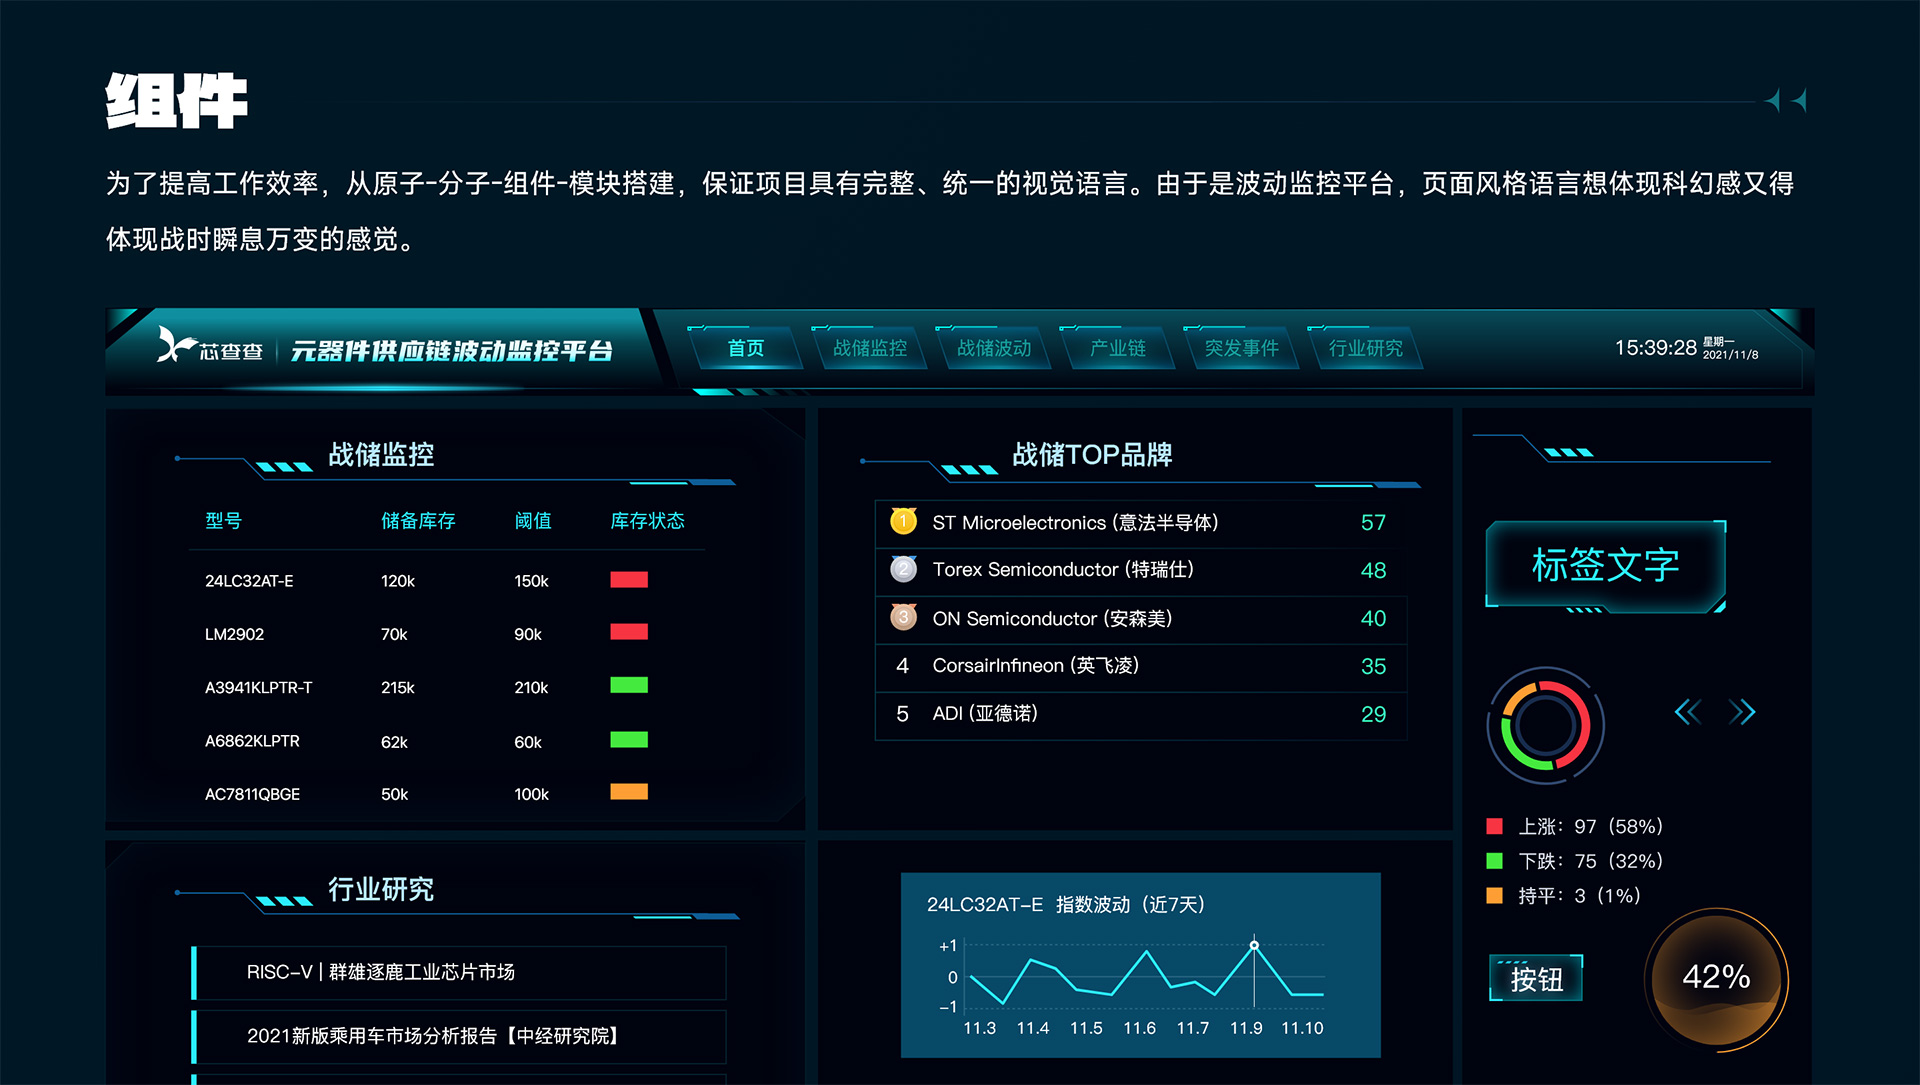 组件
为了提高工作效率，从原子-分子-组件-模块搭建，保证项目具有完整、统一的视觉语言。由于是波动监控平台，页面风格语言想体现科幻感又得
体现战时瞬息万变的感觉。
芯查查 元器件供应链波动监控平台
首页 战储监控 战储波动 产业链 突发事件 行业研究
15:39:28 星期一
2021/11/8
战储监控
型号 储备库存 阈值 库存状态
24LC32AT-E 120k 150k
LM2902 70k 90k
A3941KLPTR-T 215k 210k
A6862KLPTR 62k 60k
AC7811QBGE 50k 100k
战储TOP品牌
1 ST Microelectronics (意法半导体) 57
2 Torex Semiconductor (特瑞仕) 48
3 ON Semiconductor (安森美) 40
4 CorsairInfineon (英飞凌) 35
5 ADI (亚德诺) 29
标签文字
上涨：97（58%）
下跌：75（32%）
持平：3（1%）
按钮
42%
行业研究
RISC-V | 群雄逐鹿工业芯片市场
2021新版乘用车市场分析报告【中经研究院】
24LC32AT-E 指数波动（近7天）
+1
0
-1
11.3 11.4 11.5 11.6 11.7 11.9 11.10